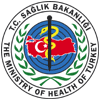 T.C. SAĞLIK BAKANLIĞI
THE MINISTRY OF HEALTH OF TURKEY